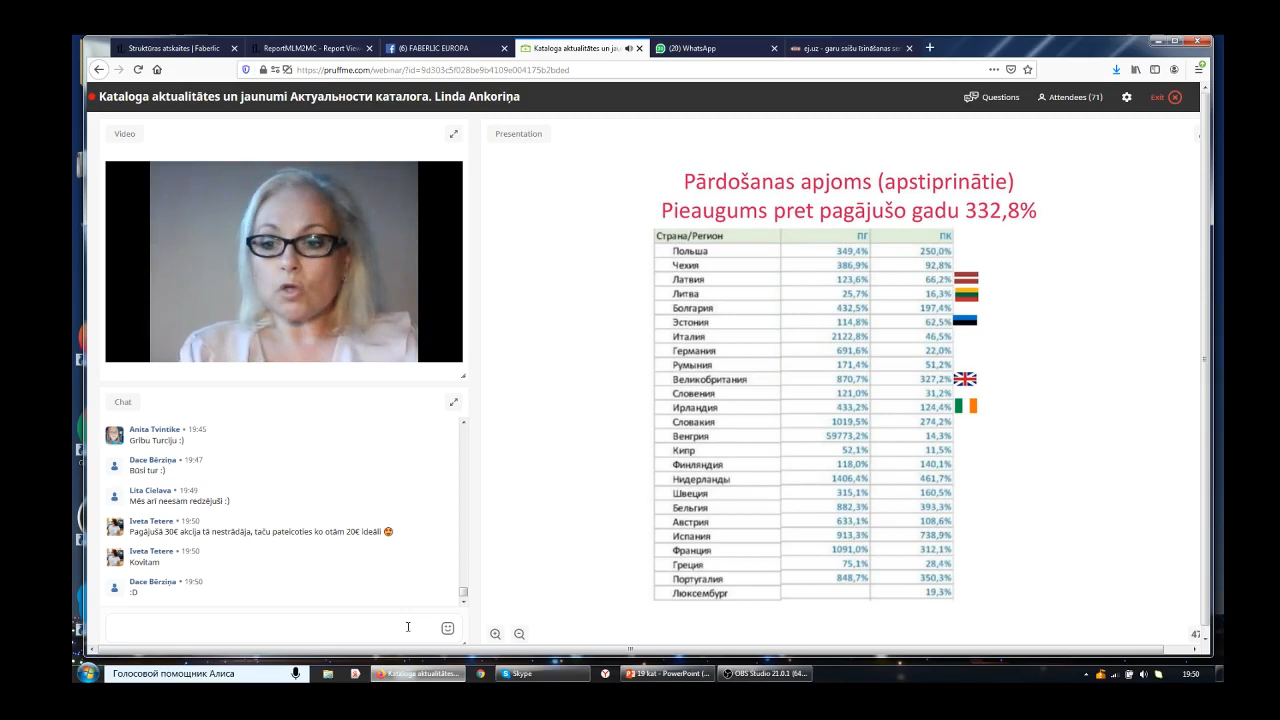 Struktūras atskaites | Faberlic
ReportMLM2MC - Report View
(6) FABERLIC EUROPA
Kataloga aktualitātes un jau
(20) WhatsApp
ej.uz - garu saišu īsināšanas ser
https://pruffme.com/webinar/?id=9d303c5f028be9b4109e004175b2bded
Kataloga aktualitātes un jaunumi Актуальности каталога. Linda Ankoriņa
Questions
Attendees (71)
Exit
Video
Presentation
Pārdošanas apjoms (apstiprinātie)
Pieaugums pret pagājušo gadu 332,8%
Страна/Регион ПГ ПК
Польша 349,4% 250,0%
Чехия 386,9% 92,8%
Латвия 123,6% 66,2%
Литва 25,7% 16,3%
Болгария 432,5% 197,4%
Эстония 114,8% 62,5%
Италия 2122,8% 46,5%
Германия 691,6% 22,0%
Румыния 171,4% 51,2%
Великобритания 870,7% 327,2%
Словения 121,0% 31,2%
Ирландия 433,2% 124,4%
Словакия 1019,5% 274,2%
Венгрия 59773,2% 14,3%
Кипр 52,1% 11,5%
Финляндия 118,0% 140,1%
Нидерланды 1406,4% 461,7%
Швеция 315,1% 160,5%
Бельгия 882,3% 393,3%
Австрия 633,1% 108,6%
Испания 913,3% 738,9%
Франция 1091,0% 312,1%
Греция 75,1% 28,4%
Португалия 848,7% 350,3%
Люксембург 19,3%
47
Chat
Anita Tvintike • 19:45
Gribu Turciju :)
Dace Bērziņa • 19:47
Būsi tur :)
Lita Cielava • 19:49
Mēs arī neesam redzējuši :)
Iveta Tetere • 19:50
Pagājušā 30€ akcija tā nestrādāja, taču pateicoties ko otām 20€ ideāli 🥰
Iveta Tetere • 19:50
Kovitam
Dace Bērziņa • 19:50
:D
Голосовой помощник Алиса
Kataloga aktualitātes...
Skype
19 kat - PowerPoint (...
OBS Studio 21.0.1 (64...
19:50